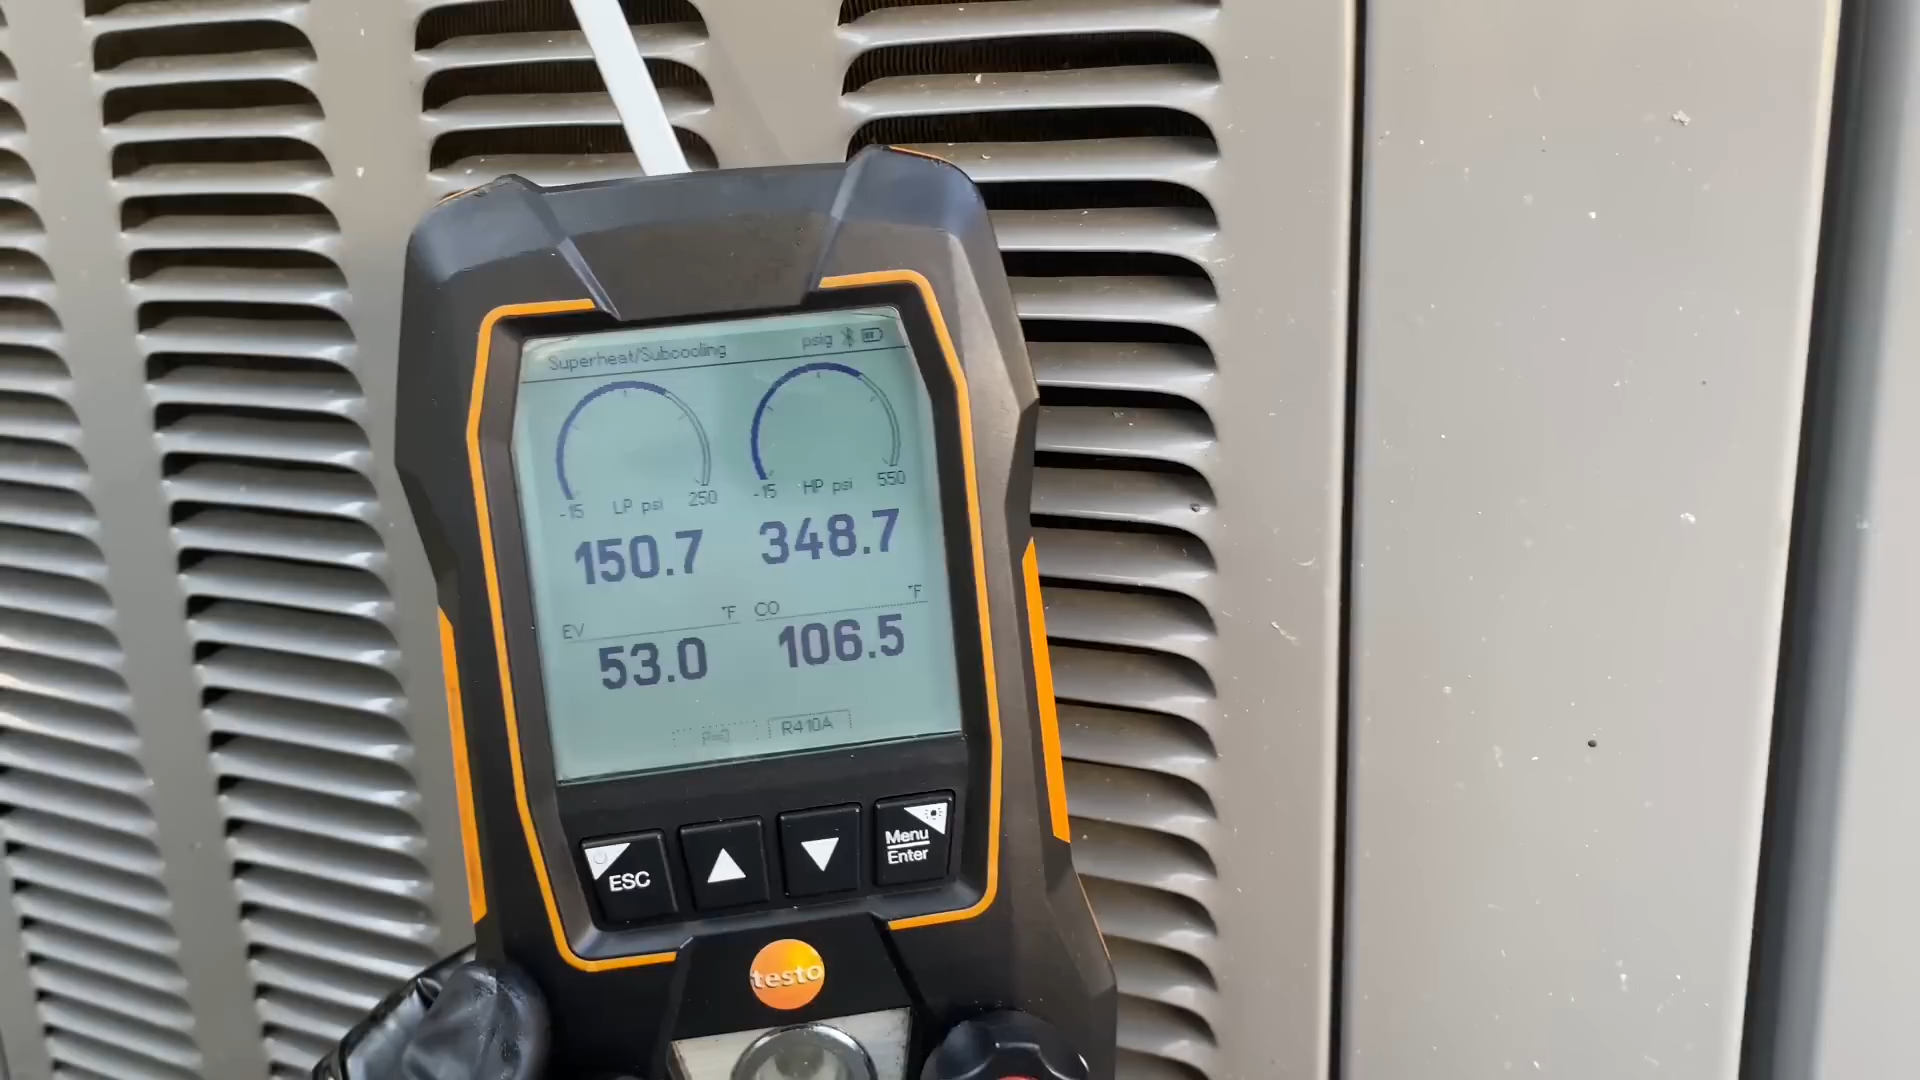 Superheat/Subcooling psig
-15 LP psi 250
-15 HP psi 550
150.7 348.7
EV °F CO °F
53.0 106.5
P=0 R410A
ESC
Menu
Enter
testo